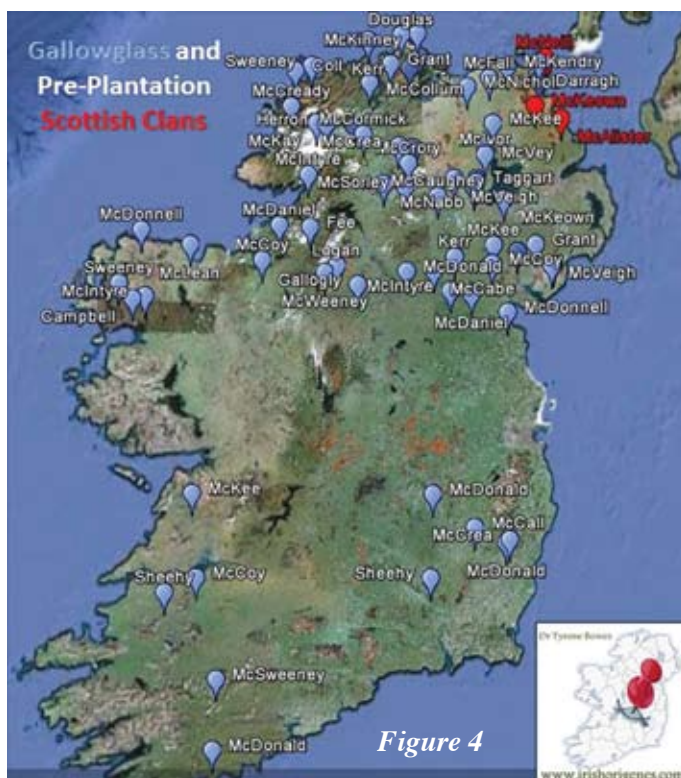 Gallowglass and
Pre-Plantation
Scottish Clans
Douglas
McKinney
Sweeney Coll Kerr Grant
McFall McKendry
McCready McCollum McNichol Darragh
McKeown
Herron McCormick McKee
McKay McCrea McIvor McAlister
McIntyre McCrory McVey
McSorley McCaughey Taggart
McNabb McVeigh
McDonnell McDaniel Fee McKeown
McKee
McCoy Logan Kerr Grant
Sweeney McLean Gallogly McDonald McCoy
McIntyre McWeeney McIntyre McCabe McVeigh
Campbell McDaniel McDonnell
McKee McDonald
McCrea McCall
Sheehy McCoy Sheehy McDonald
McSweeney
McDonald
Figure 4
Dr Tyrone Bowes
www.irishorigenes.com